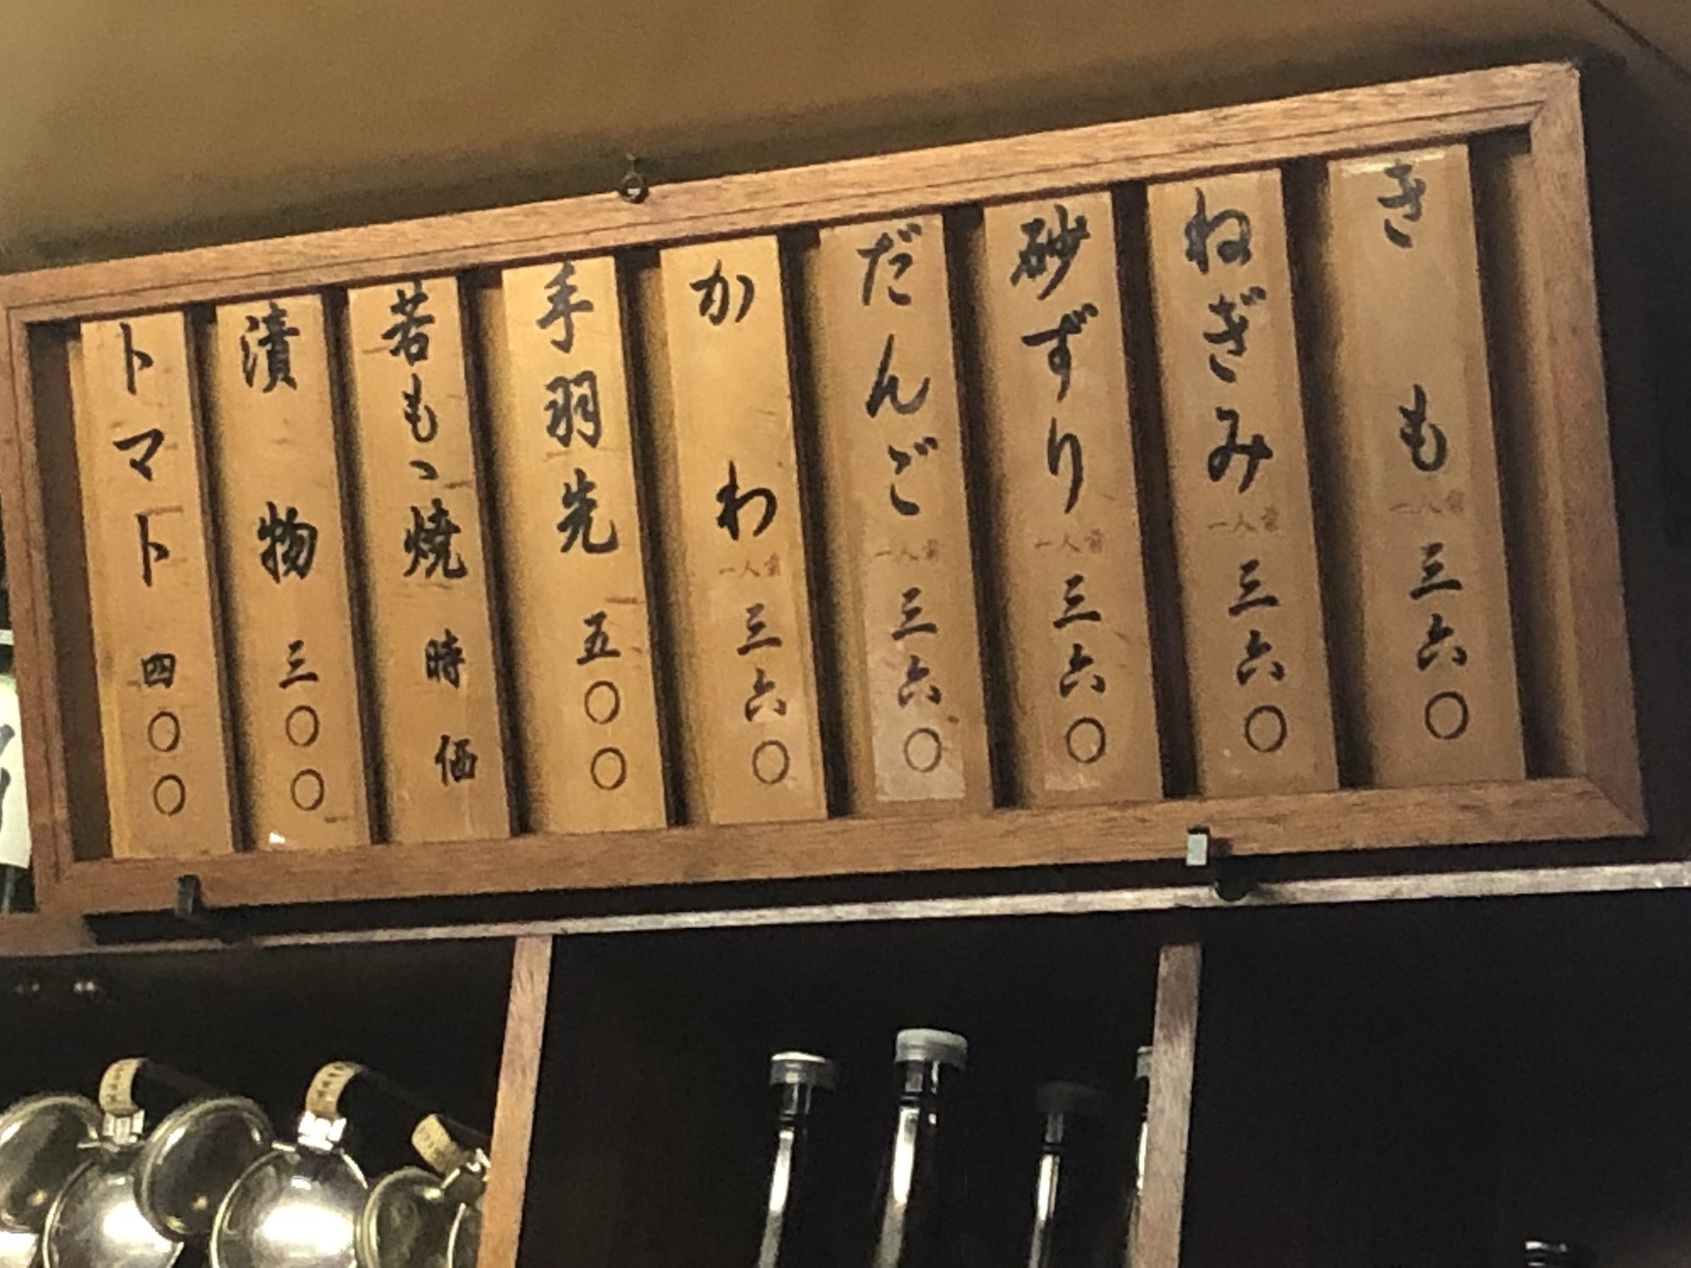 きも 一人前 三六〇
ねぎみ 一人前 三六〇
砂ずり 一人前 三六〇
だんご 一人前 三六〇
かわ 一人前 三六〇
手羽先 五〇〇
若もゝ焼 時価
漬物 三〇〇
トマト 四〇〇